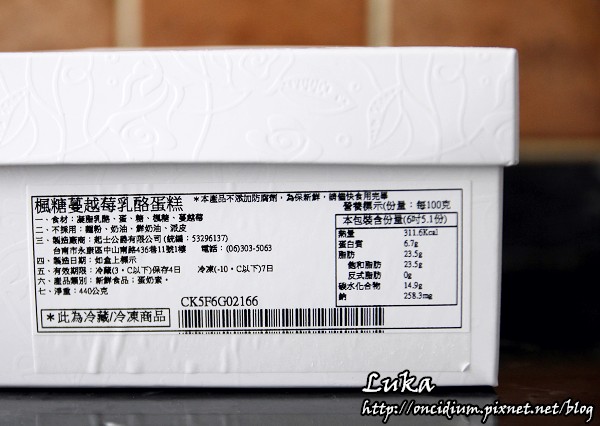 楓糖蔓越莓乳酪蛋糕
*本產品不添加防腐劑,為保新鮮,請儘快食用完畢
一、食材:凝脂乳酪、蛋、糖、楓糖、蔓越莓
二、不採用:麵粉、奶油、鮮奶油、派皮
三、製造廠商:起士公爵有限公司 (統編:53296137)
台南市永康區中山南路436巷11號1樓 電話:(06)303-5063
四、製造日期:如盒上標示
五、有效期限:冷藏(3。C以下)保存4日 冷凍(-10。C以下)7日
六、產品類別:新鮮食品;蛋奶素。
七、淨重:440公克
*此為冷藏/冷凍商品
CK5F6G02166
營養標示(份量:每100克
本包裝含份量(6吋5.1份)
熱量 311.6Kcal
蛋白質 6.7g
脂肪 23.5g
飽和脂肪 23.5g
反式脂肪 0g
碳水化合物 14.9g
鈉 258.3mg
Luka
http://oncidium.pixnet.net/blog